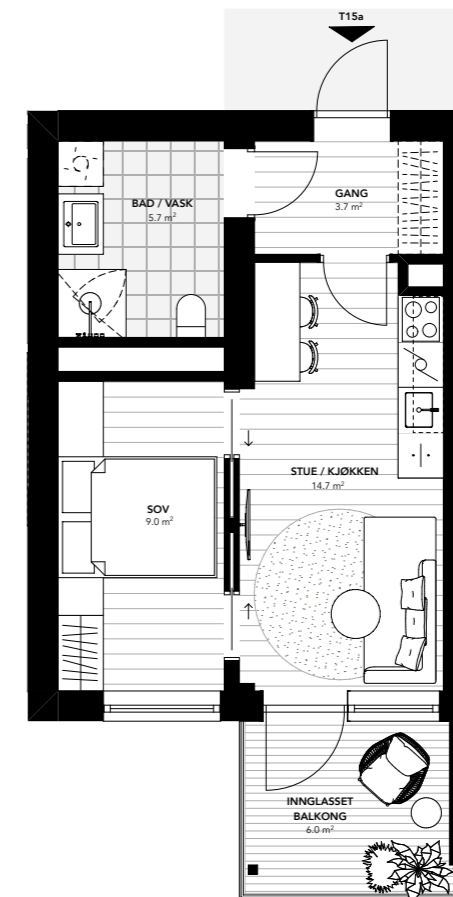 T15a
BAD / VASK
5.7 m²
GANG
3.7 m²
STUE / KJØKKEN
14.7 m²
SOV
9.0 m²
INNGLASSET
BALKONG
6.0 m²